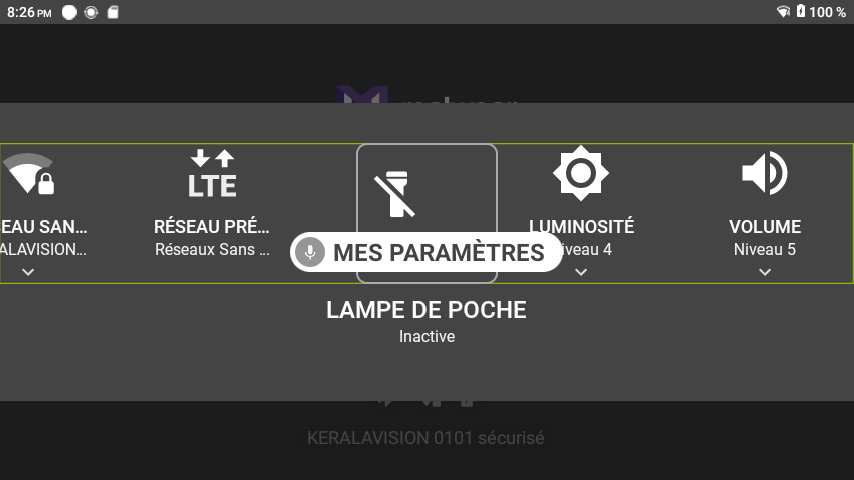 8:26 PM
100 %
LTE
EAU SAN...
ALAVISION...
RÉSEAU PRÉ...
Réseaux Sans ...
LUMINOSITÉ
iveau 4
VOLUME
Niveau 5
MES PARAMÈTRES
LAMPE DE POCHE
Inactive
KERALAVISION 0101 sécurisé